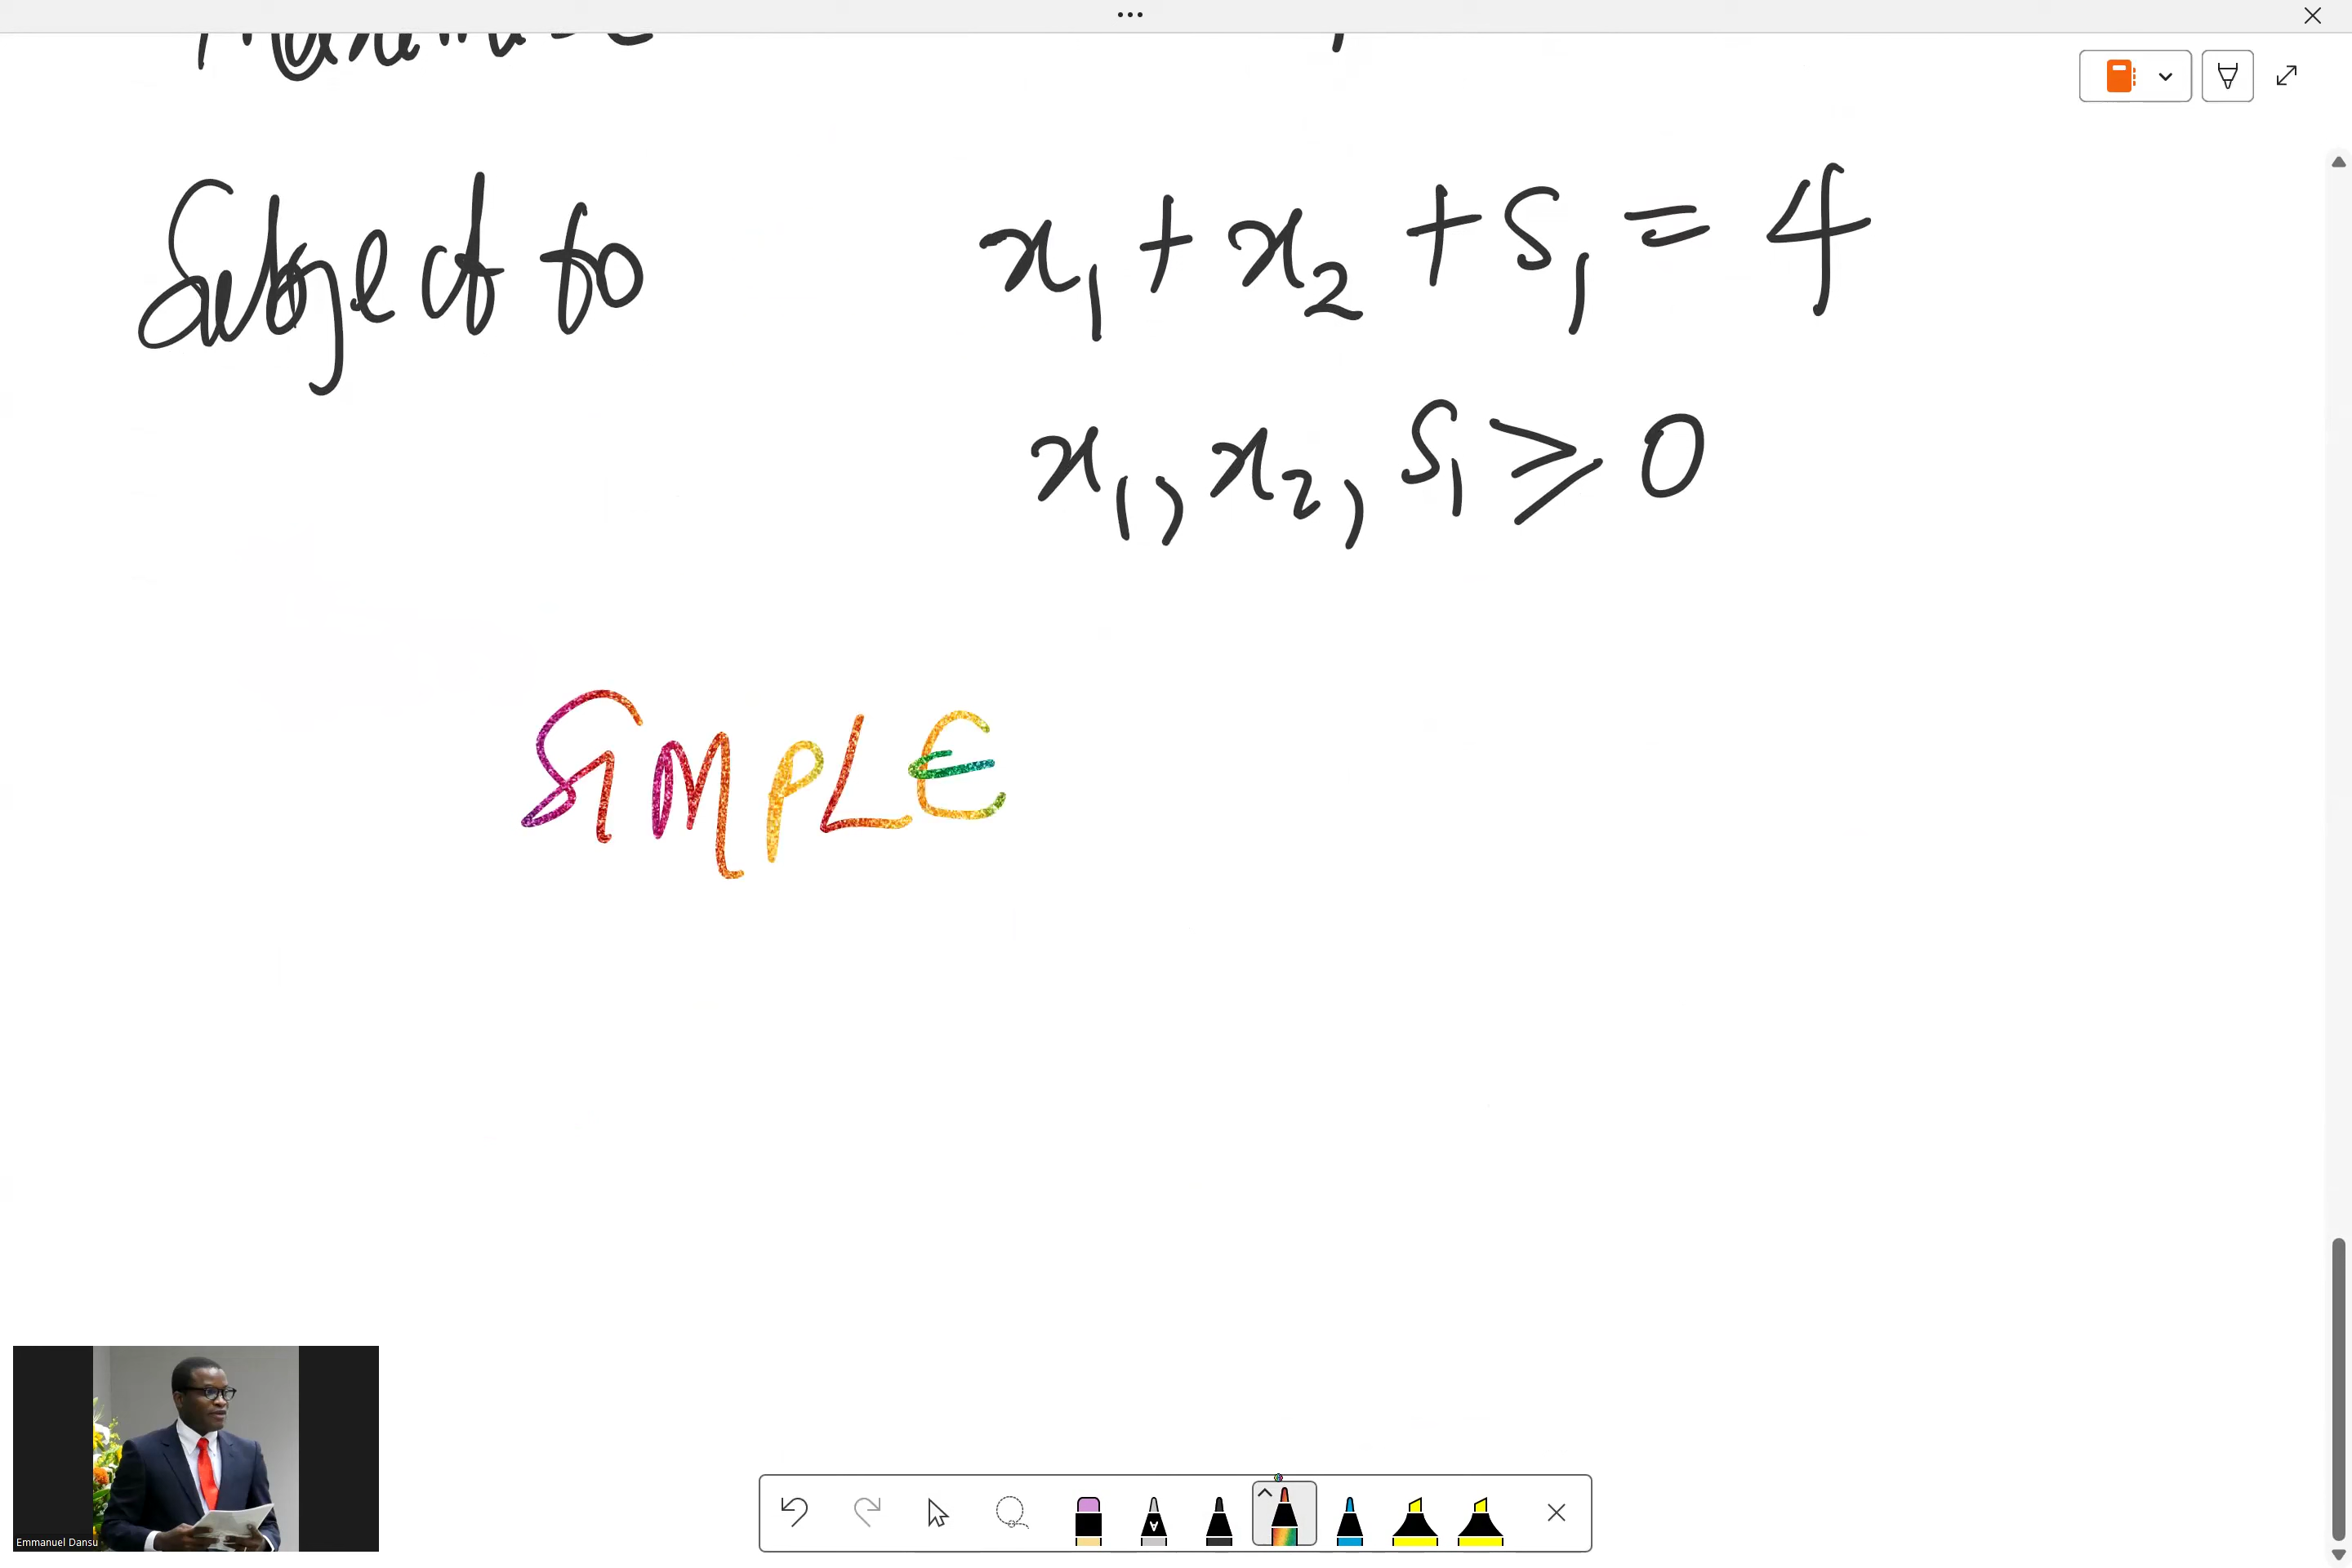 Subject to x₁ + x₂ + s₁ = 4
x₁, x₂, s₁ ⩾ 0
SIMPLE
Emmanuel Dansu